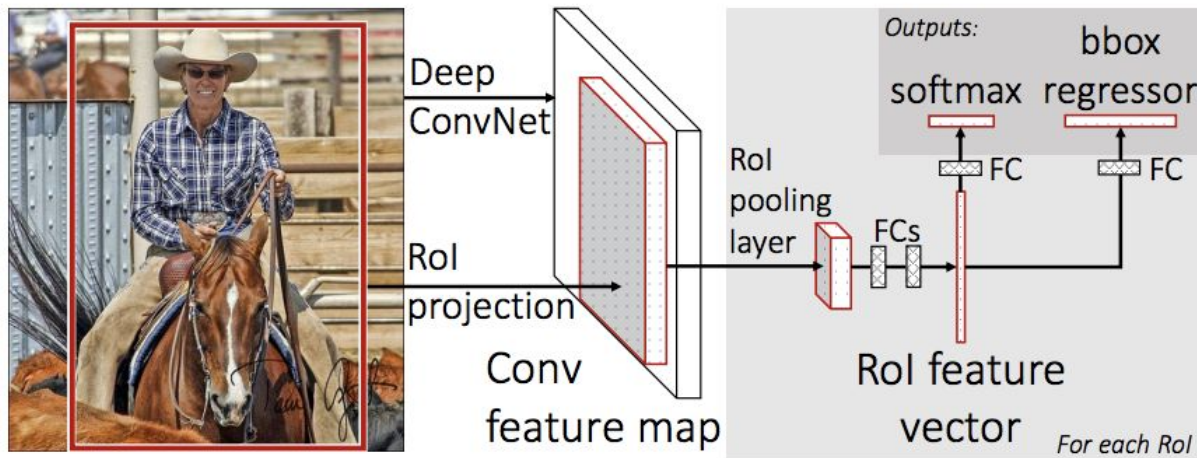 Deep
ConvNet
RoI
projection
Conv
feature map
RoI
pooling
layer
FCs
RoI feature
vector
For each RoI
Outputs:
softmax
bbox
regressor
FC
FC